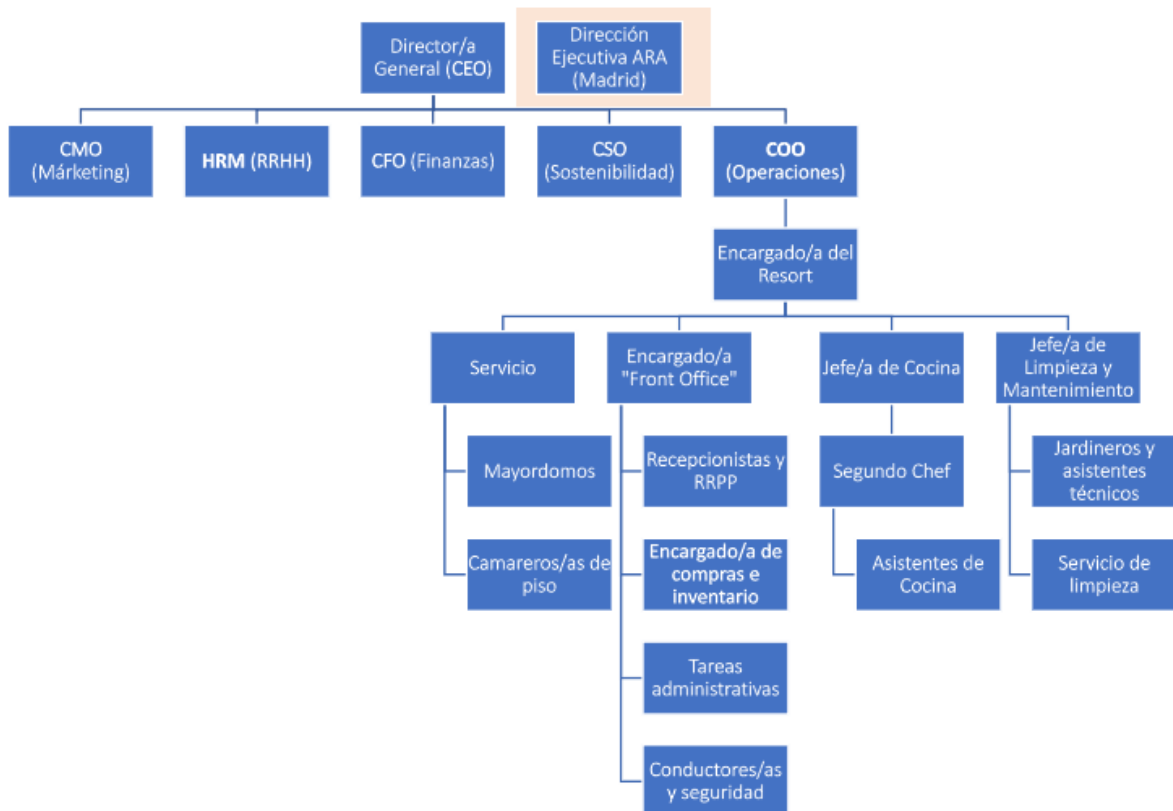 Director/a
General (CEO)
Dirección
Ejecutiva ARA
(Madrid)
CMO
(Márketing)
HRM (RRHH)
CFO (Finanzas)
CSO
(Sostenibilidad)
COO
(Operaciones)
Encargado/a del
Resort
Servicio
Encargado/a
"Front Office"
Jefe/a de Cocina
Jefe/a de
Limpieza y
Mantenimiento
Mayordomos
Recepcionistas y
RRPP
Segundo Chef
Jardineros y
asistentes
técnicos
Camareros/as de
piso
Encargado/a de
compras e
inventario
Asistentes de
Cocina
Servicio de
limpieza
Tareas
administrativas
Conductores/as
y seguridad